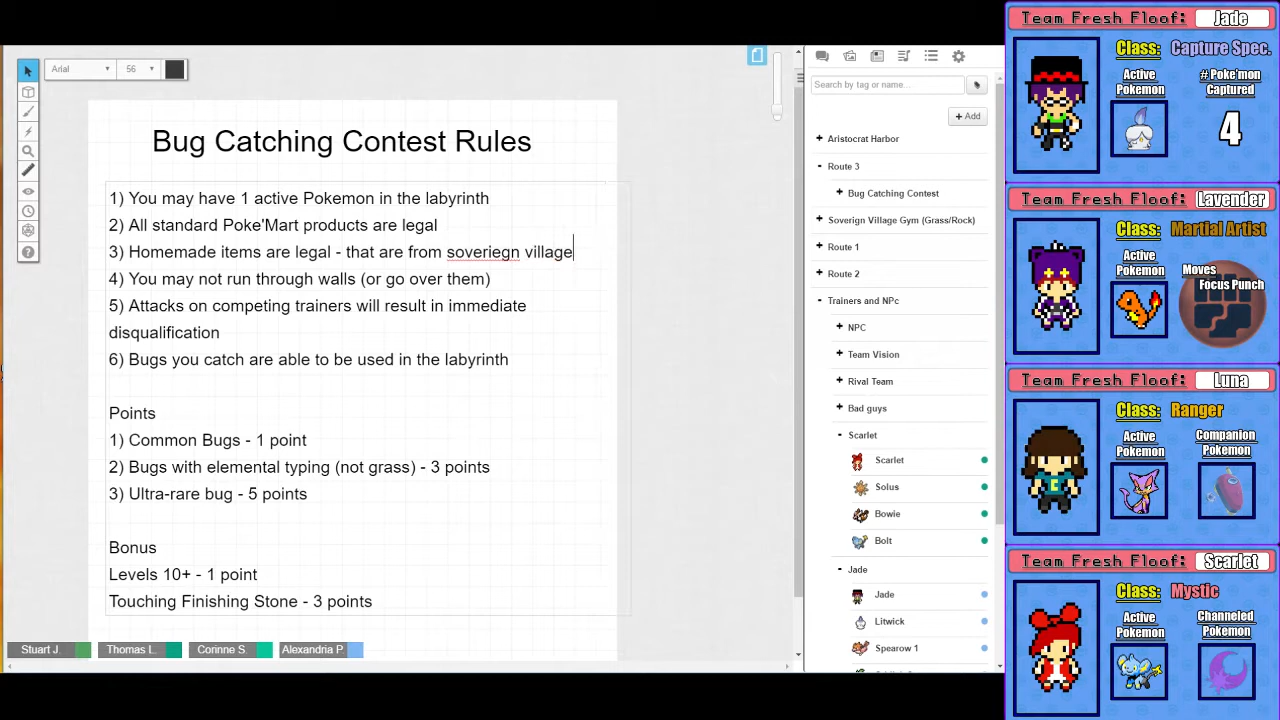 Arial
56
Bug Catching Contest Rules
1) You may have 1 active Pokemon in the labyrinth
2) All standard Poke'Mart products are legal
3) Homemade items are legal - that are from soveriegn village
4) You may not run through walls (or go over them)
5) Attacks on competing trainers will result in immediate
disqualification
6) Bugs you catch are able to be used in the labyrinth
Points
1) Common Bugs - 1 point
2) Bugs with elemental typing (not grass) - 3 points
3) Ultra-rare bug - 5 points
Bonus
Levels 10+ - 1 point
Touching Finishing Stone - 3 points
Stuart J.
Thomas L.
Corinne S.
Alexandria P
Search by tag or name...
+ Add
Aristocrat Harbor
Route 3
Bug Catching Contest
Soverign Village Gym (Grass/Rock)
Route 1
Route 2
Trainers and NPc
NPC
Team Vision
Rival Team
Bad guys
Scarlet
Scarlet
Solus
Bowie
Bolt
Jade
Jade
Litwick
Spearow 1
Team Fresh Floof: Jade
Class: Capture Spec.
Active
Pokemon
# Poke'mon
Captured
4
Team Fresh Floof: Lavender
Class: Martial Artist
Active
Pokemon
Moves
Focus Punch
Team Fresh Floof: Luna
Class: Ranger
Active
Pokemon
Companion
Pokemon
E
Team Fresh Floof: Scarlet
Class: Mystic
Active
Pokemon
Channeled
Pokemon